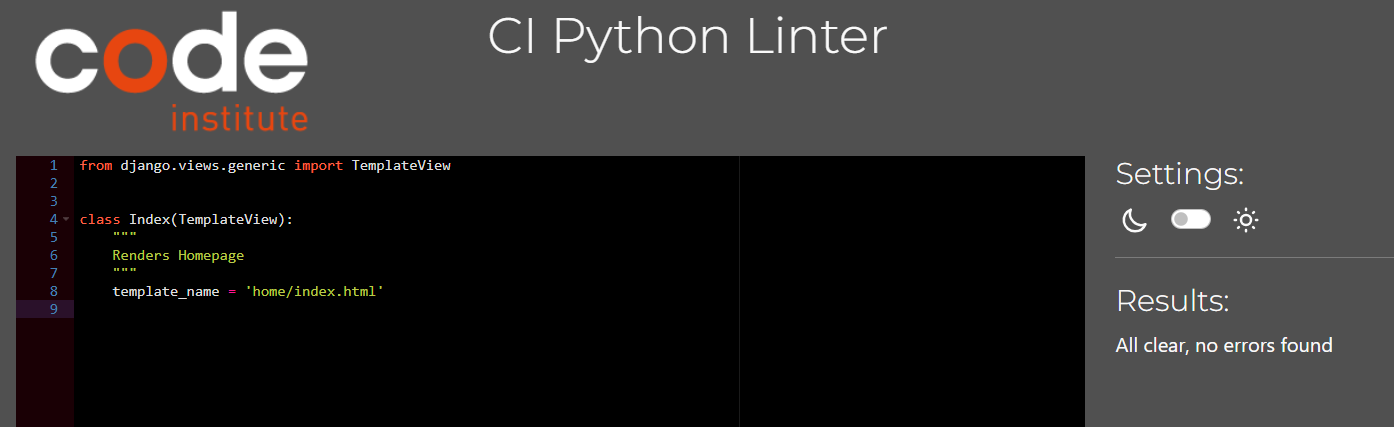 code
institute
CI Python Linter
1 from django.views.generic import TemplateView
2
3
4 class Index(TemplateView):
5     """
6     Renders Homepage
7     """
8     template_name = 'home/index.html'
9
Settings:
Results:
All clear, no errors found